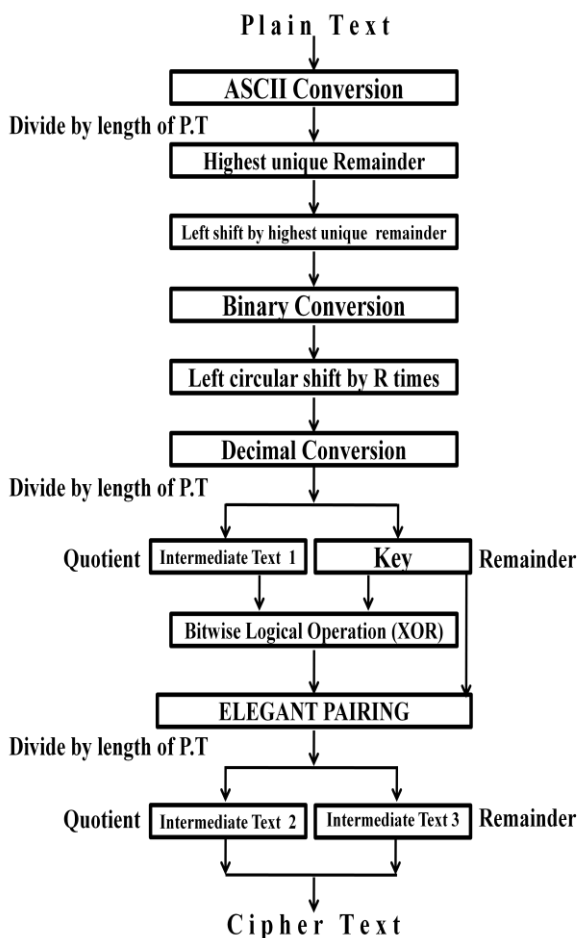 Plain Text
ASCII Conversion
Divide by length of P.T
Highest unique Remainder
Left shift by highest unique remainder
Binary Conversion
Left circular shift by R times
Decimal Conversion
Divide by length of P.T
Quotient Intermediate Text 1 Key Remainder
Bitwise Logical Operation (XOR)
ELEGANT PAIRING
Divide by length of P.T
Quotient Intermediate Text 2 Intermediate Text 3 Remainder
Cipher Text